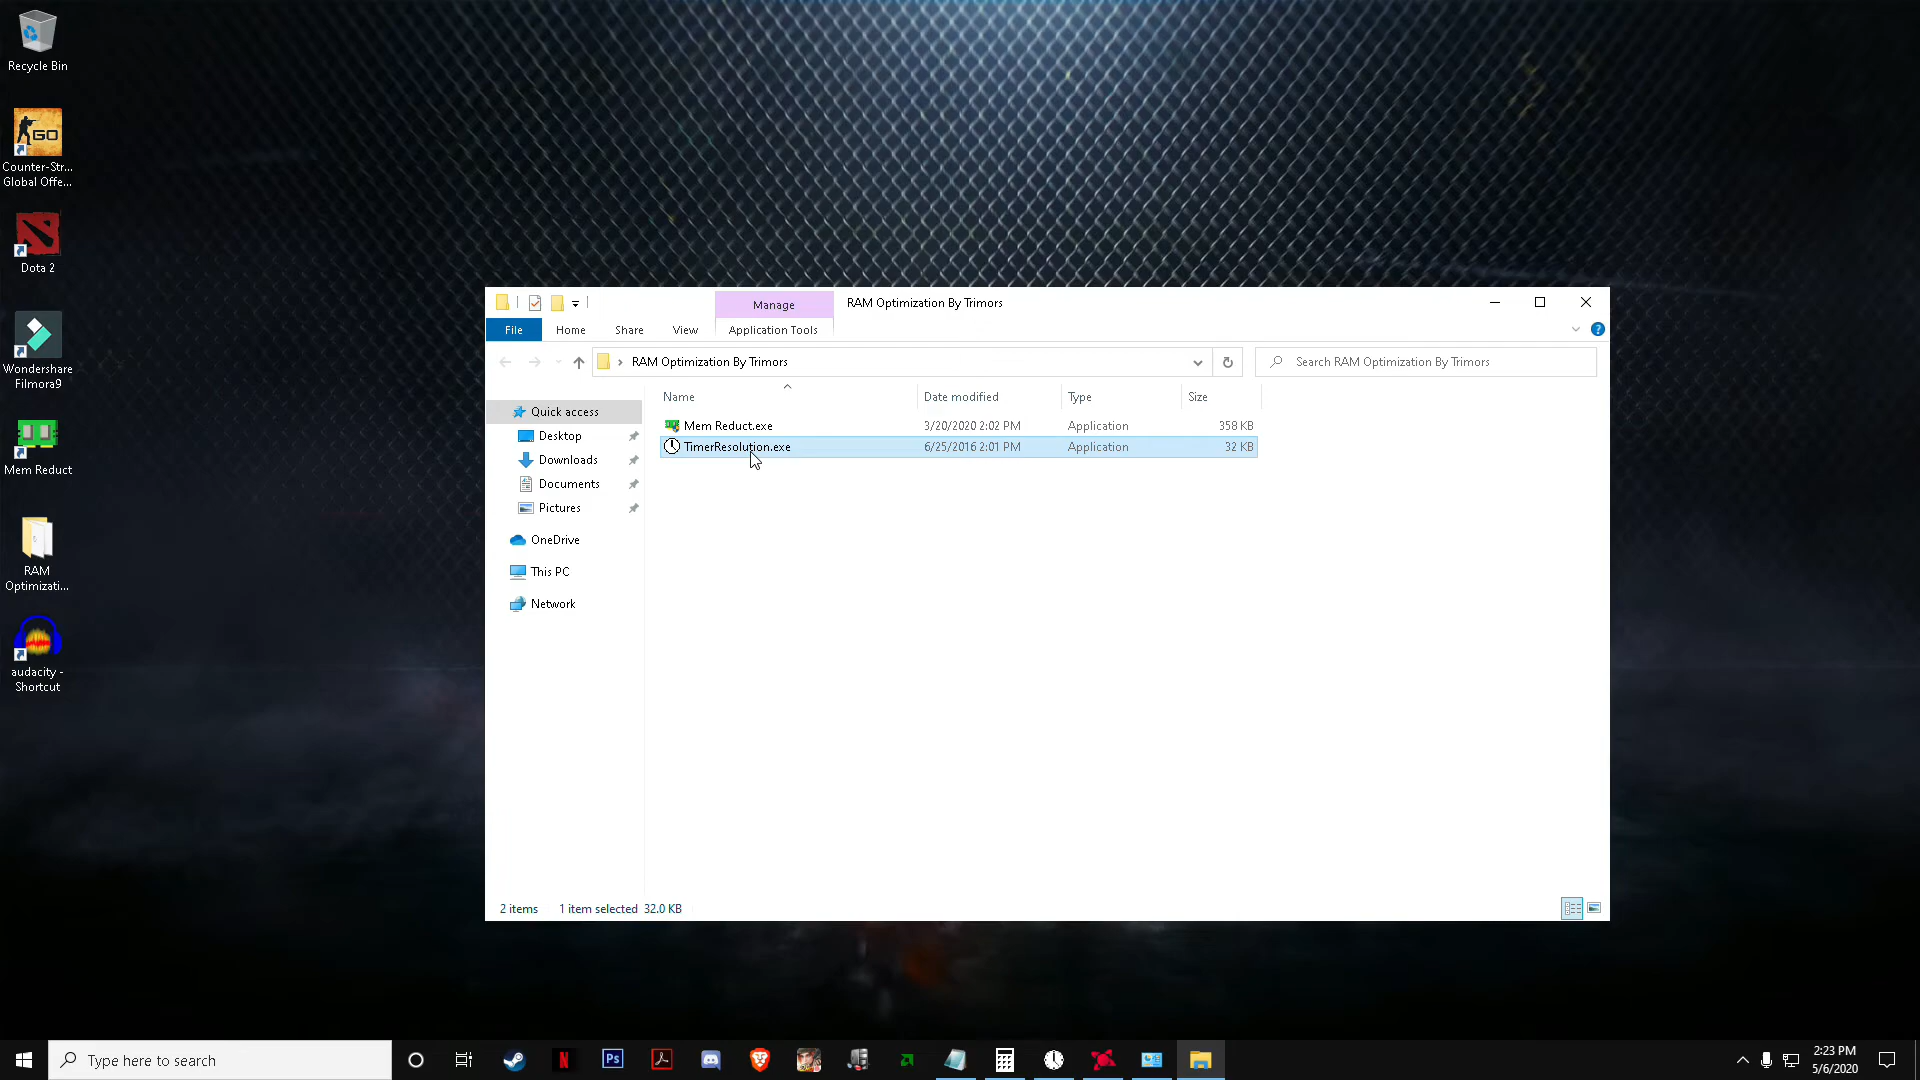 Recycle Bin
GO
Counter-Str...
Global Offe...
Dota 2
Wondershare
Filmora9
Mem Reduct
RAM
Optimizati...
audacity -
Shortcut
Manage
RAM Optimization By Trimors
File
Home
Share
View
Application Tools
?
RAM Optimization By Trimors
Search RAM Optimization By Trimors
Name
Date modified
Type
Size
Quick access
Desktop
Downloads
Documents
Pictures
OneDrive
This PC
Network
Mem Reduct.exe
3/20/2020 2:02 PM
Application
358 KB
TimerResolution.exe
6/25/2016 2:01 PM
Application
32 KB
2 items
1 item selected 32.0 KB
Type here to search
N
Ps
2:23 PM
5/6/2020